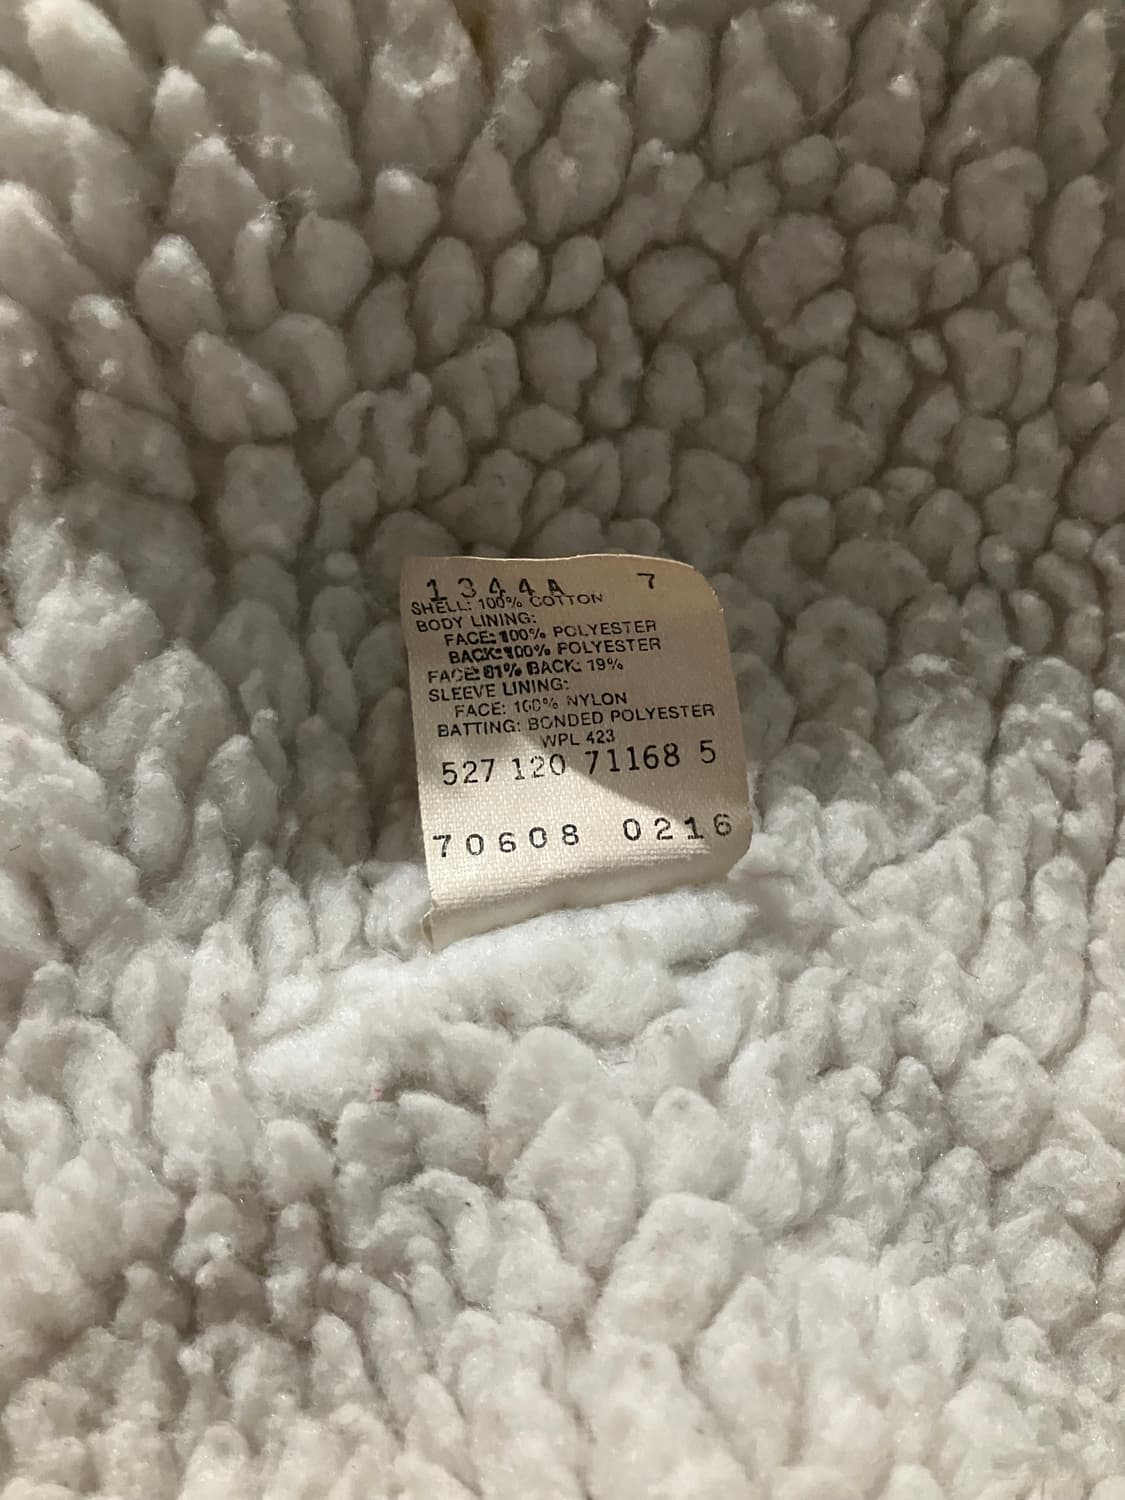 1344A 7
SHELL: 100% COTTON
BODY LINING:
FACE: 100% POLYESTER
BACK: 100% POLYESTER
FACE: 81% BACK: 19%
SLEEVE LINING:
FACE: 100% NYLON
BATTING: BONDED POLYESTER
WPL 423
527 120 71168 5
70608 0216